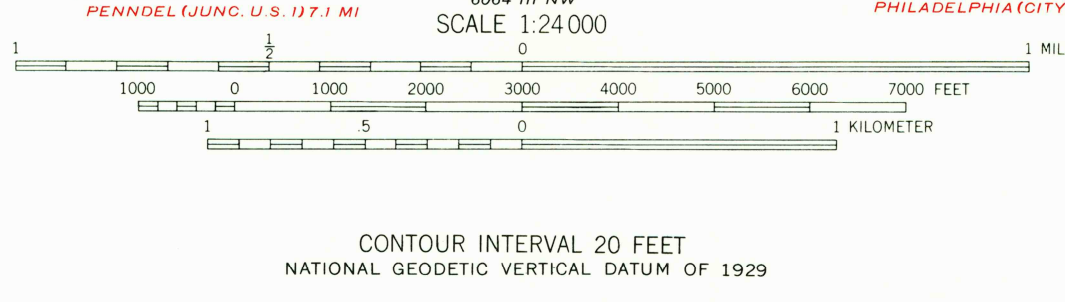 PENNDEL (JUNC. U.S. 1) 7.1 MI
PHILADELPHIA (CITY
SCALE 1:24 000
1 1/2 0 1 MIL
1000 0 1000 2000 3000 4000 5000 6000 7000 FEET
1 .5 0 1 KILOMETER
CONTOUR INTERVAL 20 FEET
NATIONAL GEODETIC VERTICAL DATUM OF 1929